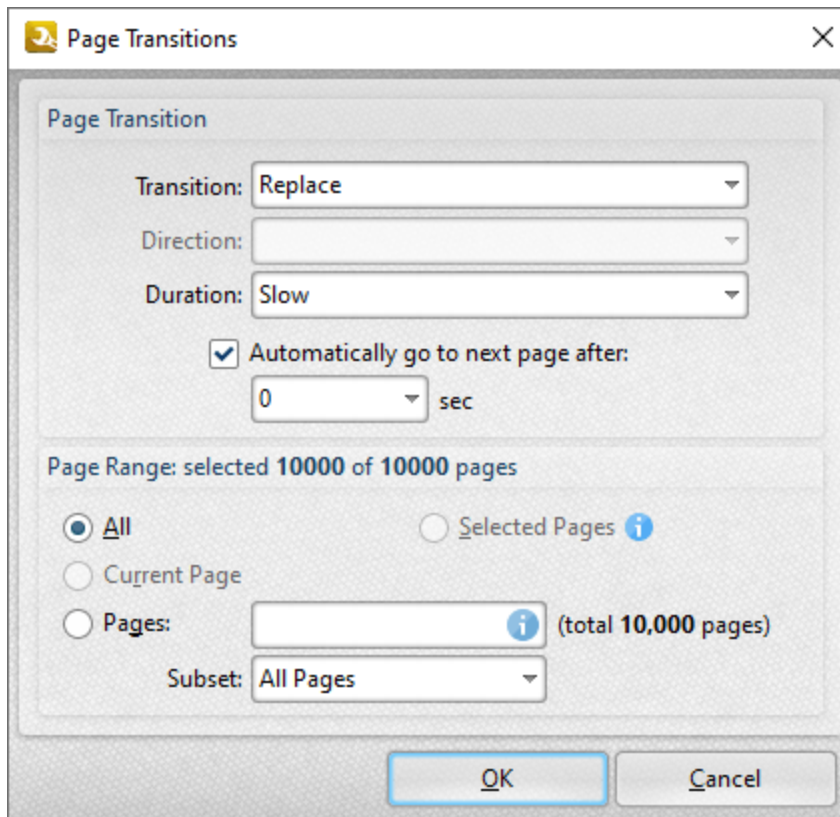 Page Transitions
Page Transition
Transition: Replace
Direction:
Duration: Slow
Automatically go to next page after:
0 sec
Page Range: selected 10000 of 10000 pages
All Selected Pages
Current Page
Pages: (total 10,000 pages)
Subset: All Pages
OK Cancel